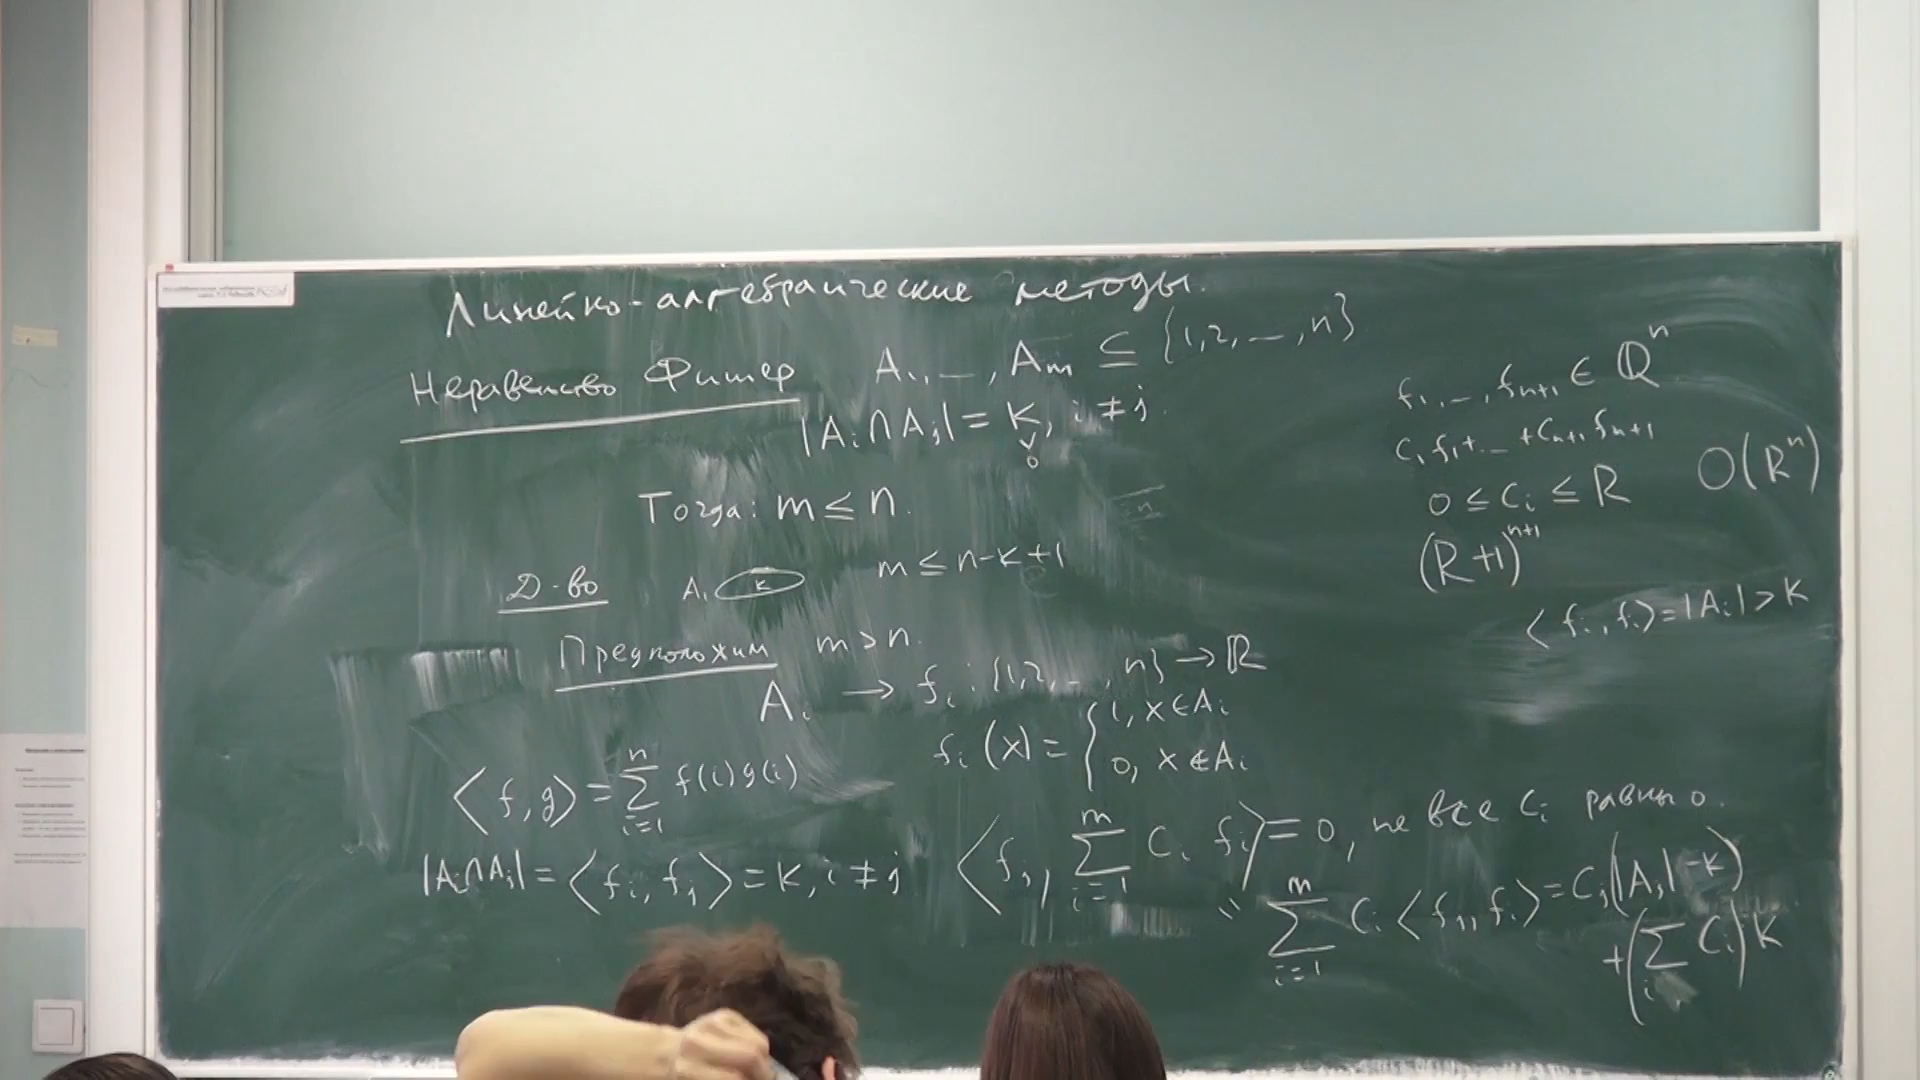 Линейно-алгебраические методы.
Неравенство Фишер A₁, …, Aₘ ⊆ {1,2, …, n}
|Aᵢ ∩ Aⱼ| = K, i ≠ j.
v
0
Тогда: m ≤ n.
Д-во A₁ K m ≤ n-k+1
Предположим m > n.
Aᵢ → fᵢ : {1,2, …, n} → ℝ
fᵢ(x) = { 1, x ∈ Aᵢ
0, x ∉ Aᵢ
⟨f, g⟩ = ∑ᵢ₌₁ⁿ f(i) g(i)
|Aᵢ ∩ Aⱼ| = ⟨fᵢ, fⱼ⟩ = K, i ≠ j
⟨fⱼ, ∑ᵢ₌₁ᵐ Cᵢ fᵢ⟩ = 0, не все Cᵢ равны 0.
" ∑ᵢ₌₁ᵐ Cᵢ ⟨fⱼ, fᵢ⟩ = Cⱼ(|Aⱼ| - K)
+ (∑ᵢ Cᵢ) K
f₁, …, fₙ₊₁ ∈ ℚⁿ
C₁f₁ + … + Cₙ₊₁ fₙ₊₁
0 ≤ Cᵢ ≤ R O(Rⁿ)
(R+1)ⁿ⁺¹
⟨fᵢ, fᵢ⟩ = |Aᵢ| > K